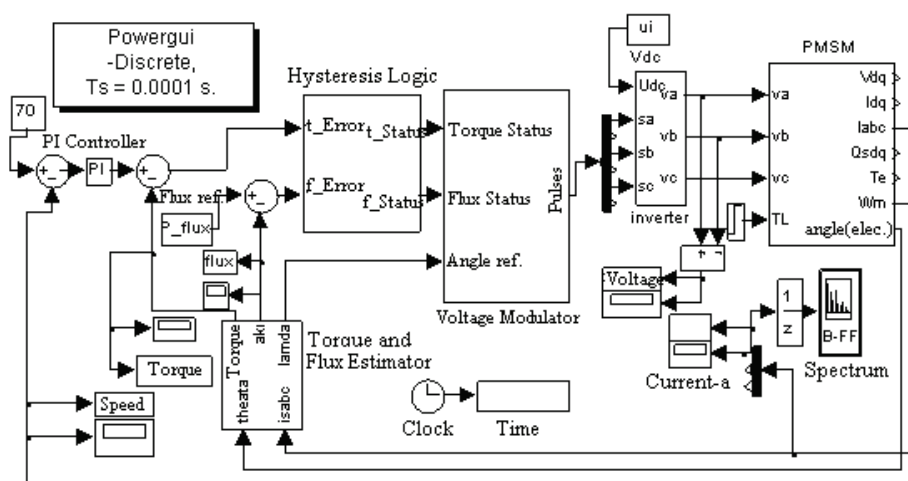 Powergui
-Discrete,
Ts = 0.0001 s.
70
PI Controller
+
-
PI
+
-
Flux ref.
+
-
P_flux
flux
Hysteresis Logic
t_Error
t_Status
f_Error
f_Status
Torque Status
Flux Status
Angle ref.
Pulses
Voltage Modulator
ui
Vdc
Udc
sa
sb
sc
va
vb
vc
inverter
PMSM
va
vb
vc
TL
Vdq
Idq
Iabc
Qsdq
Te
Wm
angle(elec.)
+
-
Voltage
Current-a
1
z
B-FF
Spectrum
Torque
akı
lamda
theata
isabc
Torque and
Flux Estimator
Torque
Speed
Clock
Time